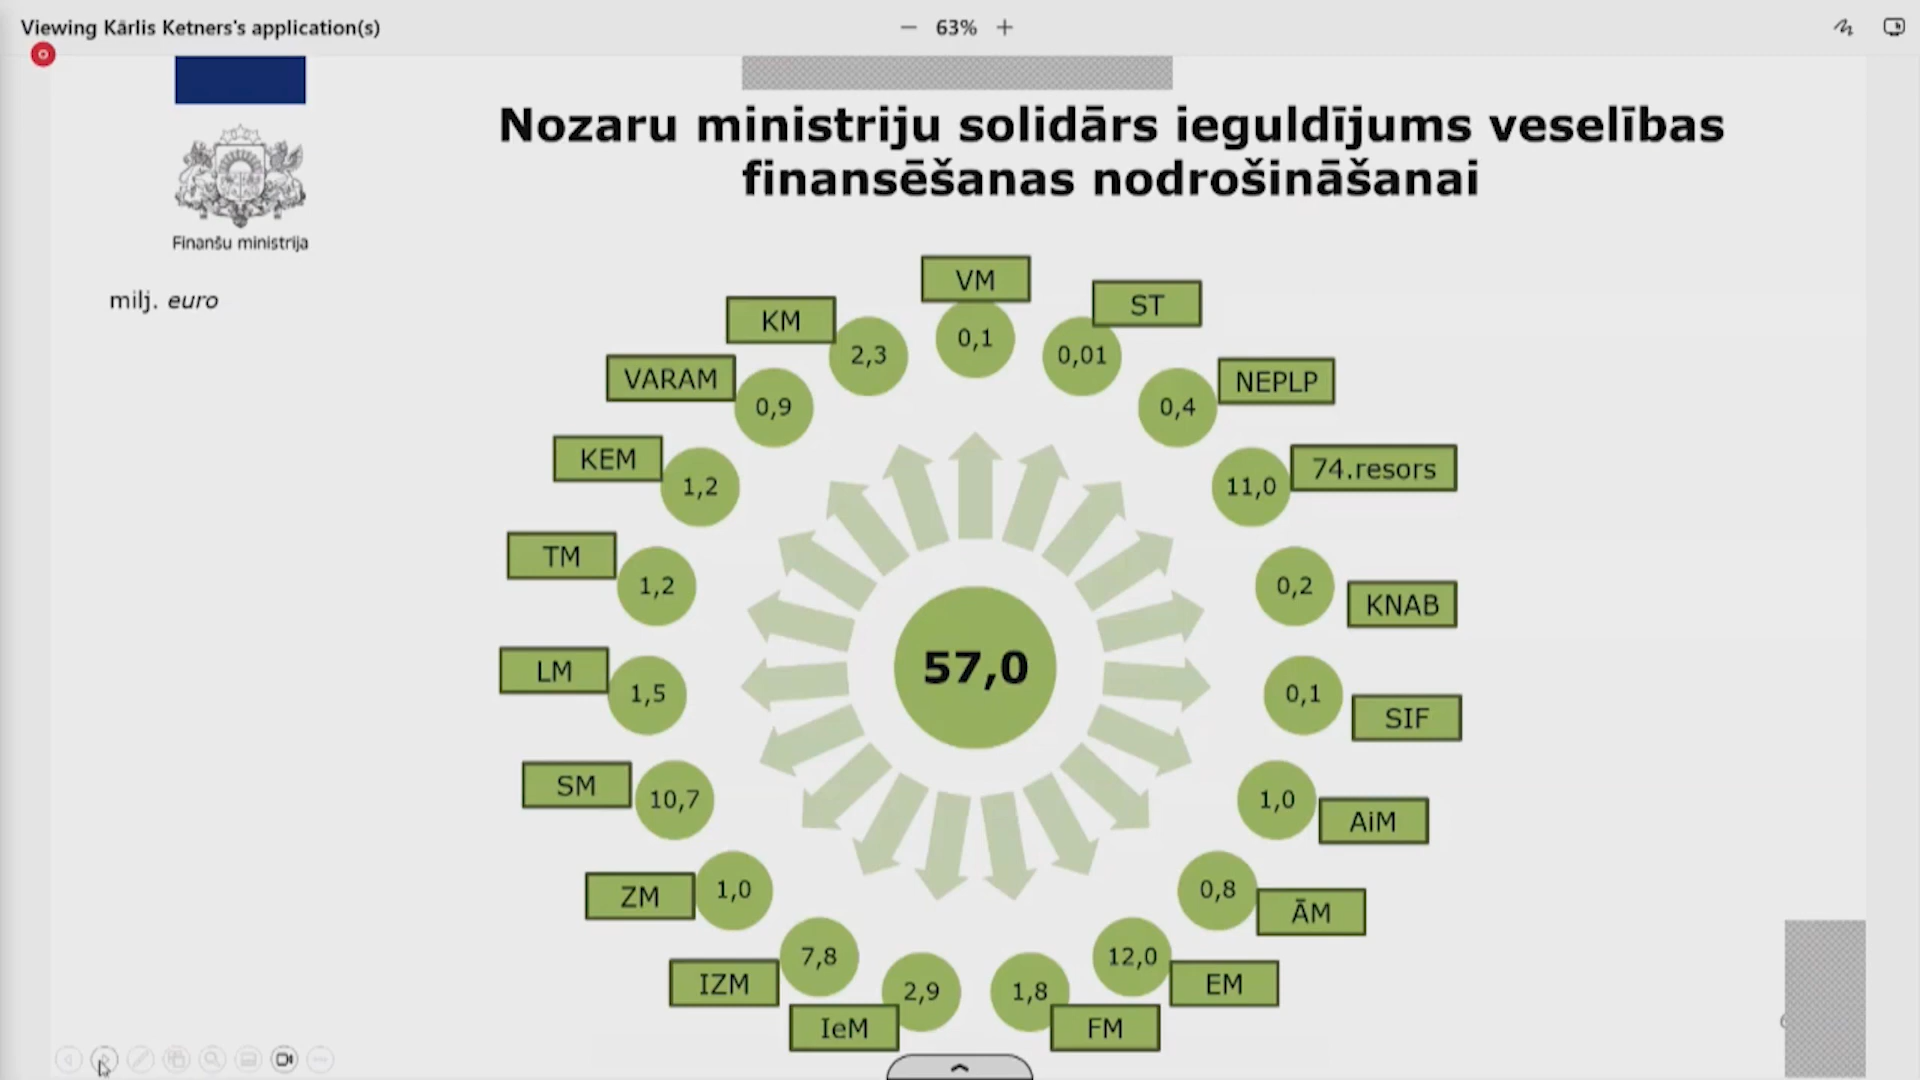 Viewing Kārlis Ketners's application(s)
63%
Nozaru ministriju solidārs ieguldījums veselības
finansēšanas nodrošināšanai
Finanšu ministrija
milj. euro
VM
0,1
ST
0,01
NEPLP
0,4
74.resors
11,0
KNAB
0,2
SIF
0,1
AiM
1,0
ĀM
0,8
EM
12,0
FM
1,8
IeM
2,9
IZM
7,8
ZM
1,0
SM
10,7
LM
1,5
TM
1,2
KEM
1,2
VARAM
0,9
KM
2,3
57,0